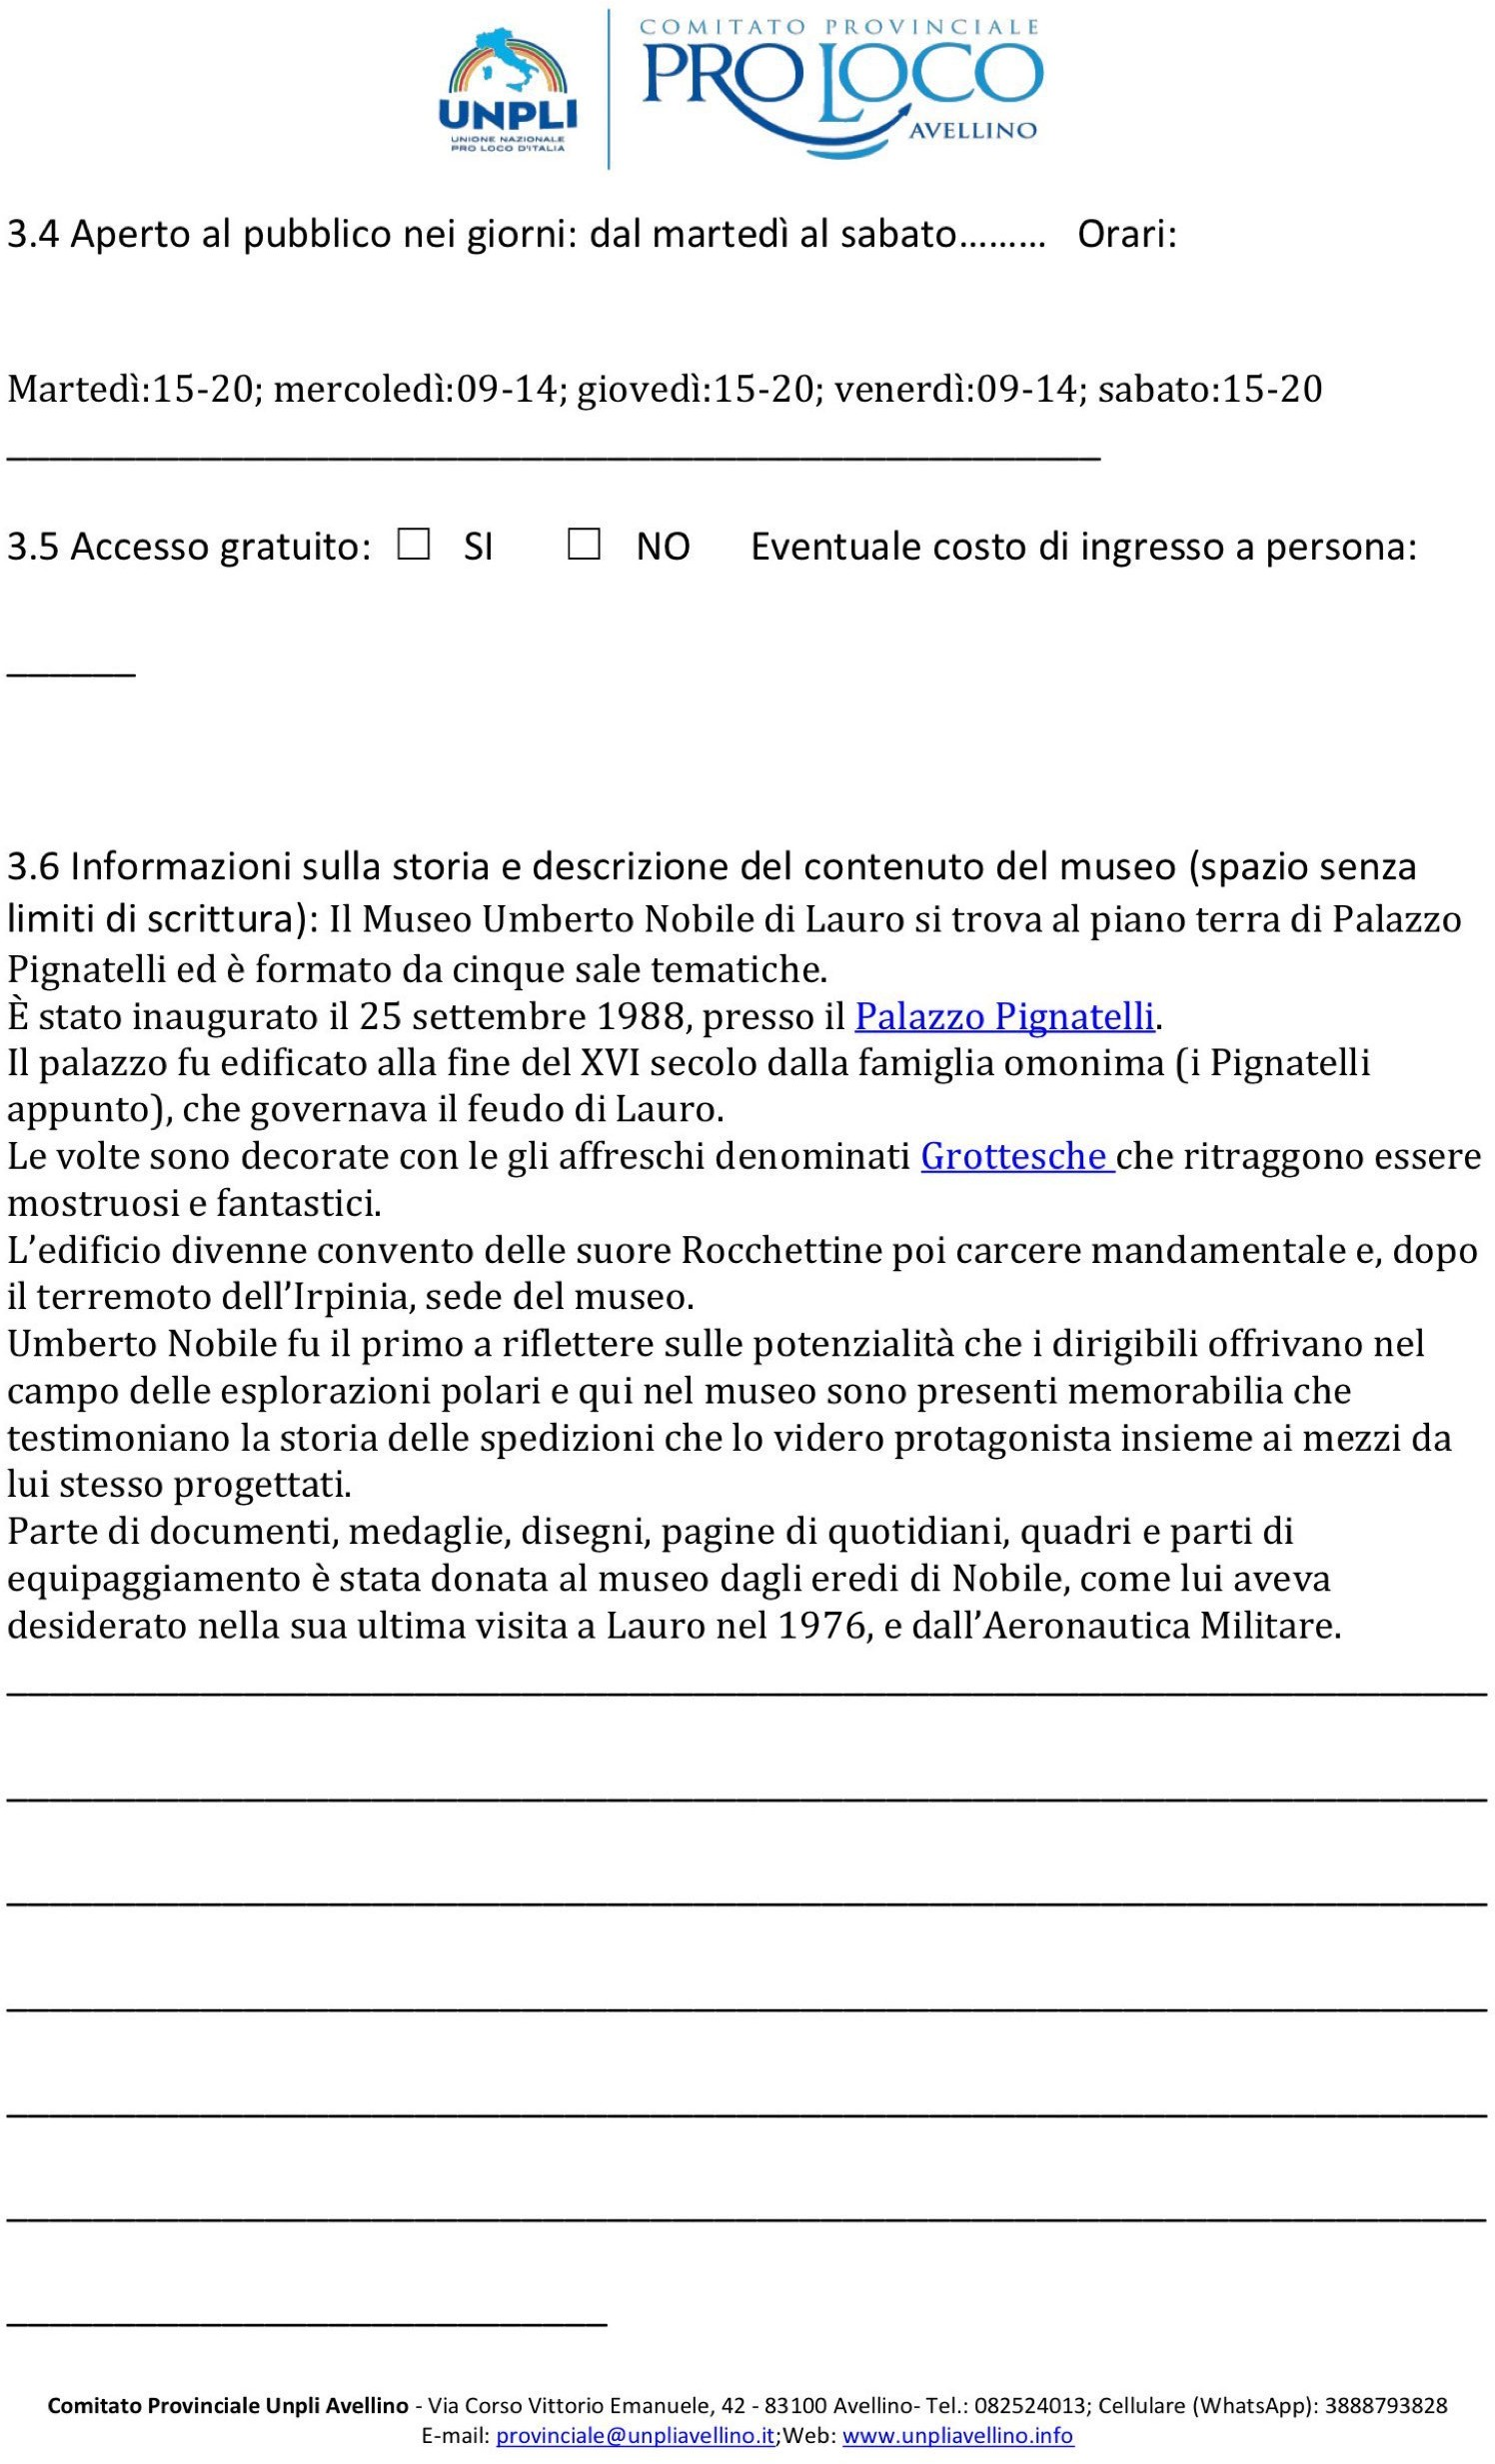 UNPLI
UNIONE NAZIONALE
PRO LOCO D'ITALIA
COMITATO PROVINCIALE
PRO LOCO
AVELLINO
3.4 Aperto al pubblico nei giorni: dal martedì al sabato……… Orari:
Martedì:15-20; mercoledì:09-14; giovedì:15-20; venerdì:09-14; sabato:15-20
3.5 Accesso gratuito: ☐ SI ☐ NO Eventuale costo di ingresso a persona:
3.6 Informazioni sulla storia e descrizione del contenuto del museo (spazio senza
limiti di scrittura): Il Museo Umberto Nobile di Lauro si trova al piano terra di Palazzo
Pignatelli ed è formato da cinque sale tematiche.
È stato inaugurato il 25 settembre 1988, presso il Palazzo Pignatelli.
Il palazzo fu edificato alla fine del XVI secolo dalla famiglia omonima (i Pignatelli
appunto), che governava il feudo di Lauro.
Le volte sono decorate con le gli affreschi denominati Grottesche che ritraggono essere
mostruosi e fantastici.
L’edificio divenne convento delle suore Rocchettine poi carcere mandamentale e, dopo
il terremoto dell’Irpinia, sede del museo.
Umberto Nobile fu il primo a riflettere sulle potenzialità che i dirigibili offrivano nel
campo delle esplorazioni polari e qui nel museo sono presenti memorabilia che
testimoniano la storia delle spedizioni che lo videro protagonista insieme ai mezzi da
lui stesso progettati.
Parte di documenti, medaglie, disegni, pagine di quotidiani, quadri e parti di
equipaggiamento è stata donata al museo dagli eredi di Nobile, come lui aveva
desiderato nella sua ultima visita a Lauro nel 1976, e dall’Aeronautica Militare.
Comitato Provinciale Unpli Avellino - Via Corso Vittorio Emanuele, 42 - 83100 Avellino- Tel.: 082524013; Cellulare (WhatsApp): 3888793828
E-mail: provinciale@unpliavellino.it;Web: www.unpliavellino.info